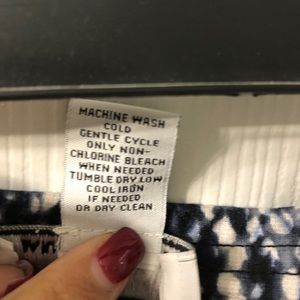 MACHINE WASH
COLD
GENTLE CYCLE
ONLY NON-
CHLORINE BLEACH
WHEN NEEDED
TUMBLE DRY LOW
COOL IRON
IF NEEDED
OR DRY CLEAN